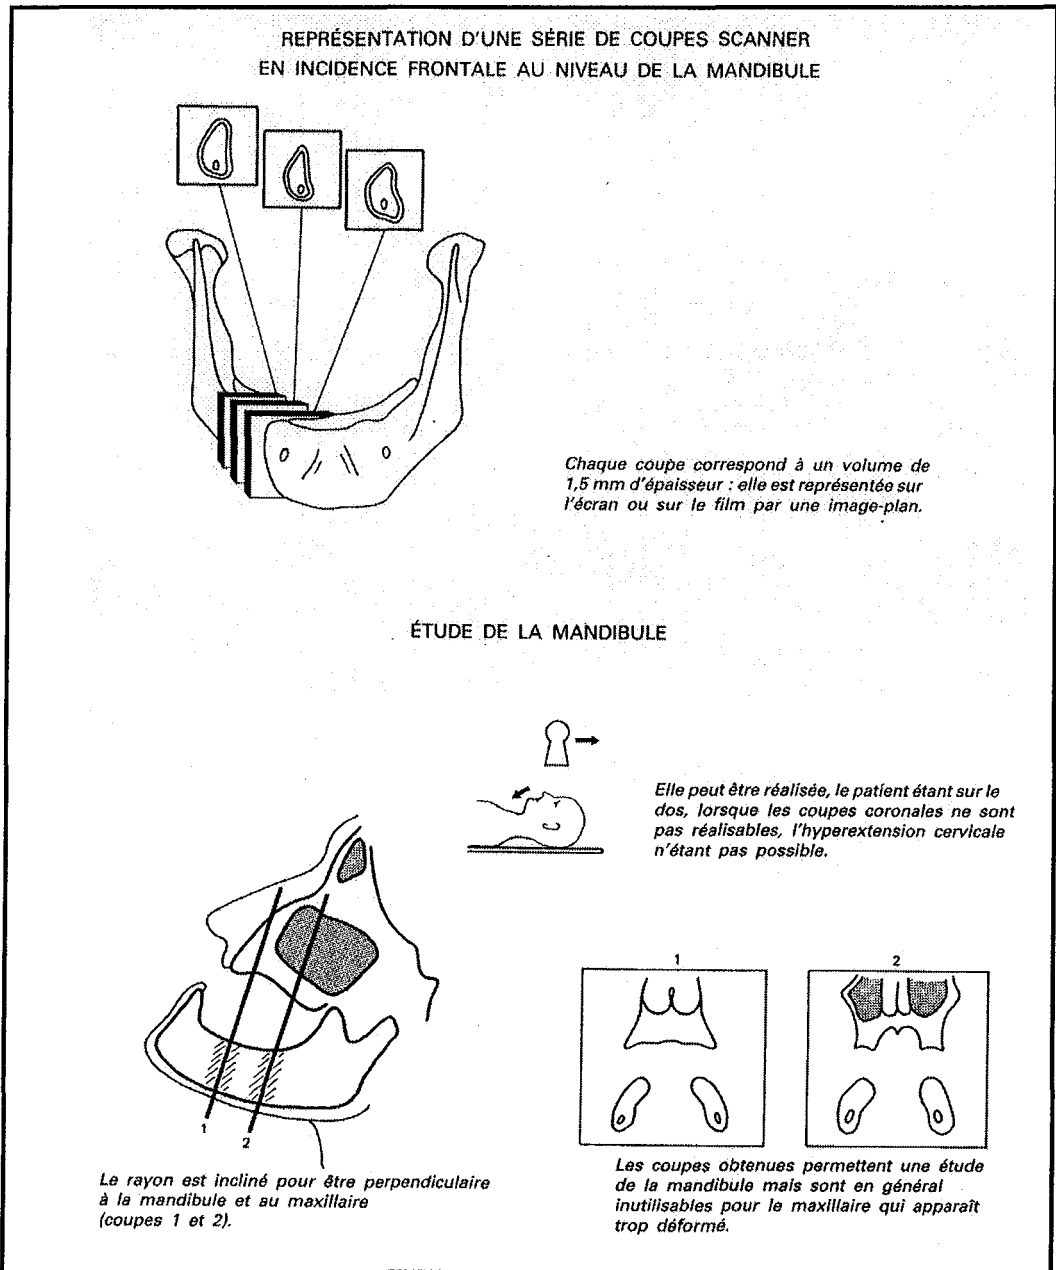 REPRÉSENTATION D'UNE SÉRIE DE COUPES SCANNER
EN INCIDENCE FRONTALE AU NIVEAU DE LA MANDIBULE
Chaque coupe correspond à un volume de
1,5 mm d'épaisseur : elle est représentée sur
l'écran ou sur le film par une image-plan.
ÉTUDE DE LA MANDIBULE
Elle peut être réalisée, le patient étant sur le
dos, lorsque les coupes coronales ne sont
pas réalisables, l'hyperextension cervicale
n'étant pas possible.
1
2
Le rayon est incliné pour être perpendiculaire
à la mandibule et au maxillaire
(coupes 1 et 2).
1
2
Les coupes obtenues permettent une étude
de la mandibule mais sont en général
inutilisables pour le maxillaire qui apparaît
trop déformé.